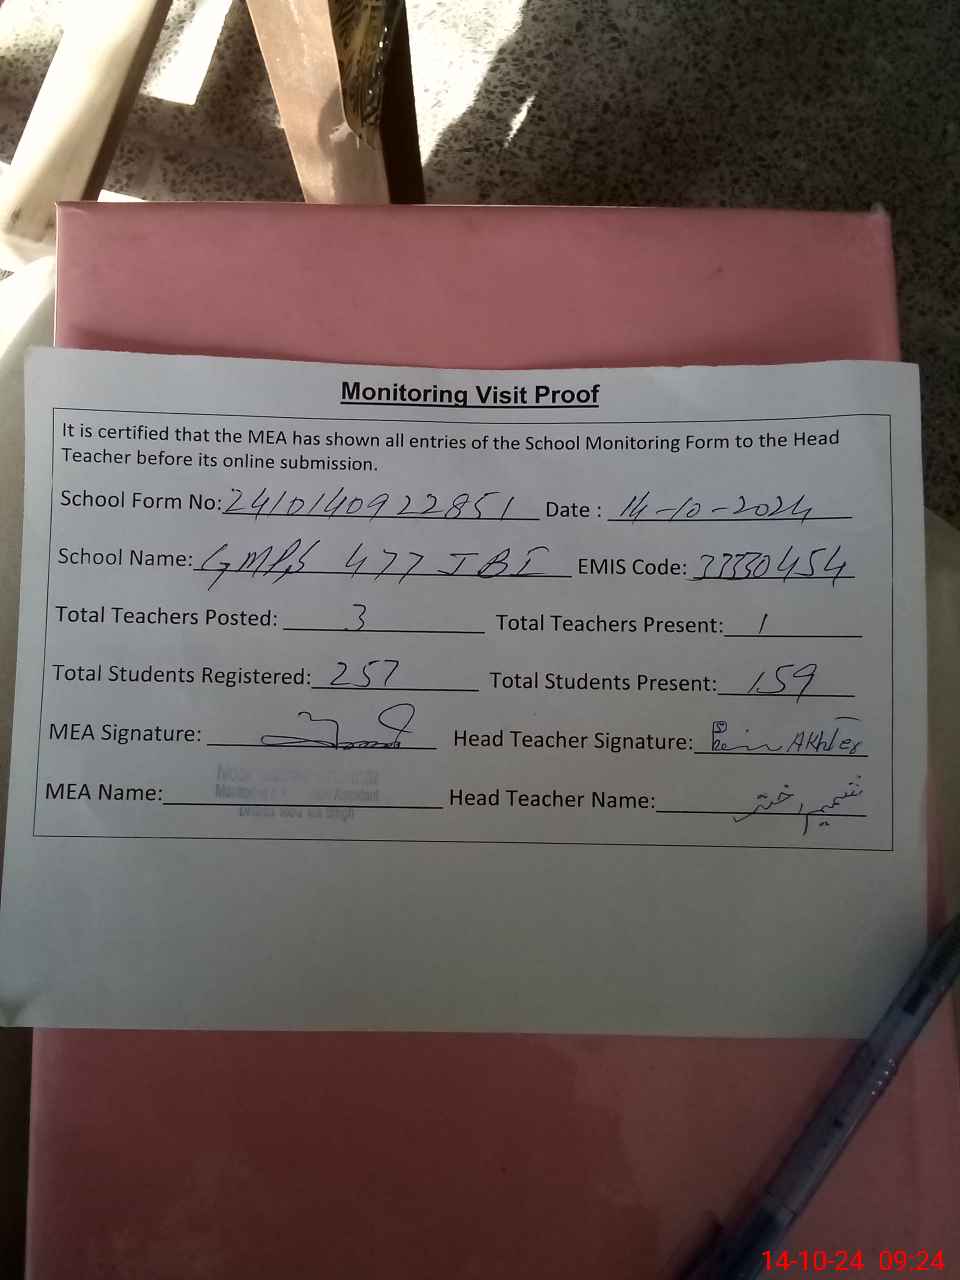 Monitoring Visit Proof
It is certified that the MEA has shown all entries of the School Monitoring Form to the Head
Teacher before its online submission.
School Form No: 2410140922851 Date : 14-10-2024
School Name: GMPS 477 JBI EMIS Code: 33330454
Total Teachers Posted: 3 Total Teachers Present: 1
Total Students Registered: 257 Total Students Present: 159
MEA Signature: Head Teacher Signature: Akhter
MEA Name: Head Teacher Name: شمیم اختر
14-10-24 09:24